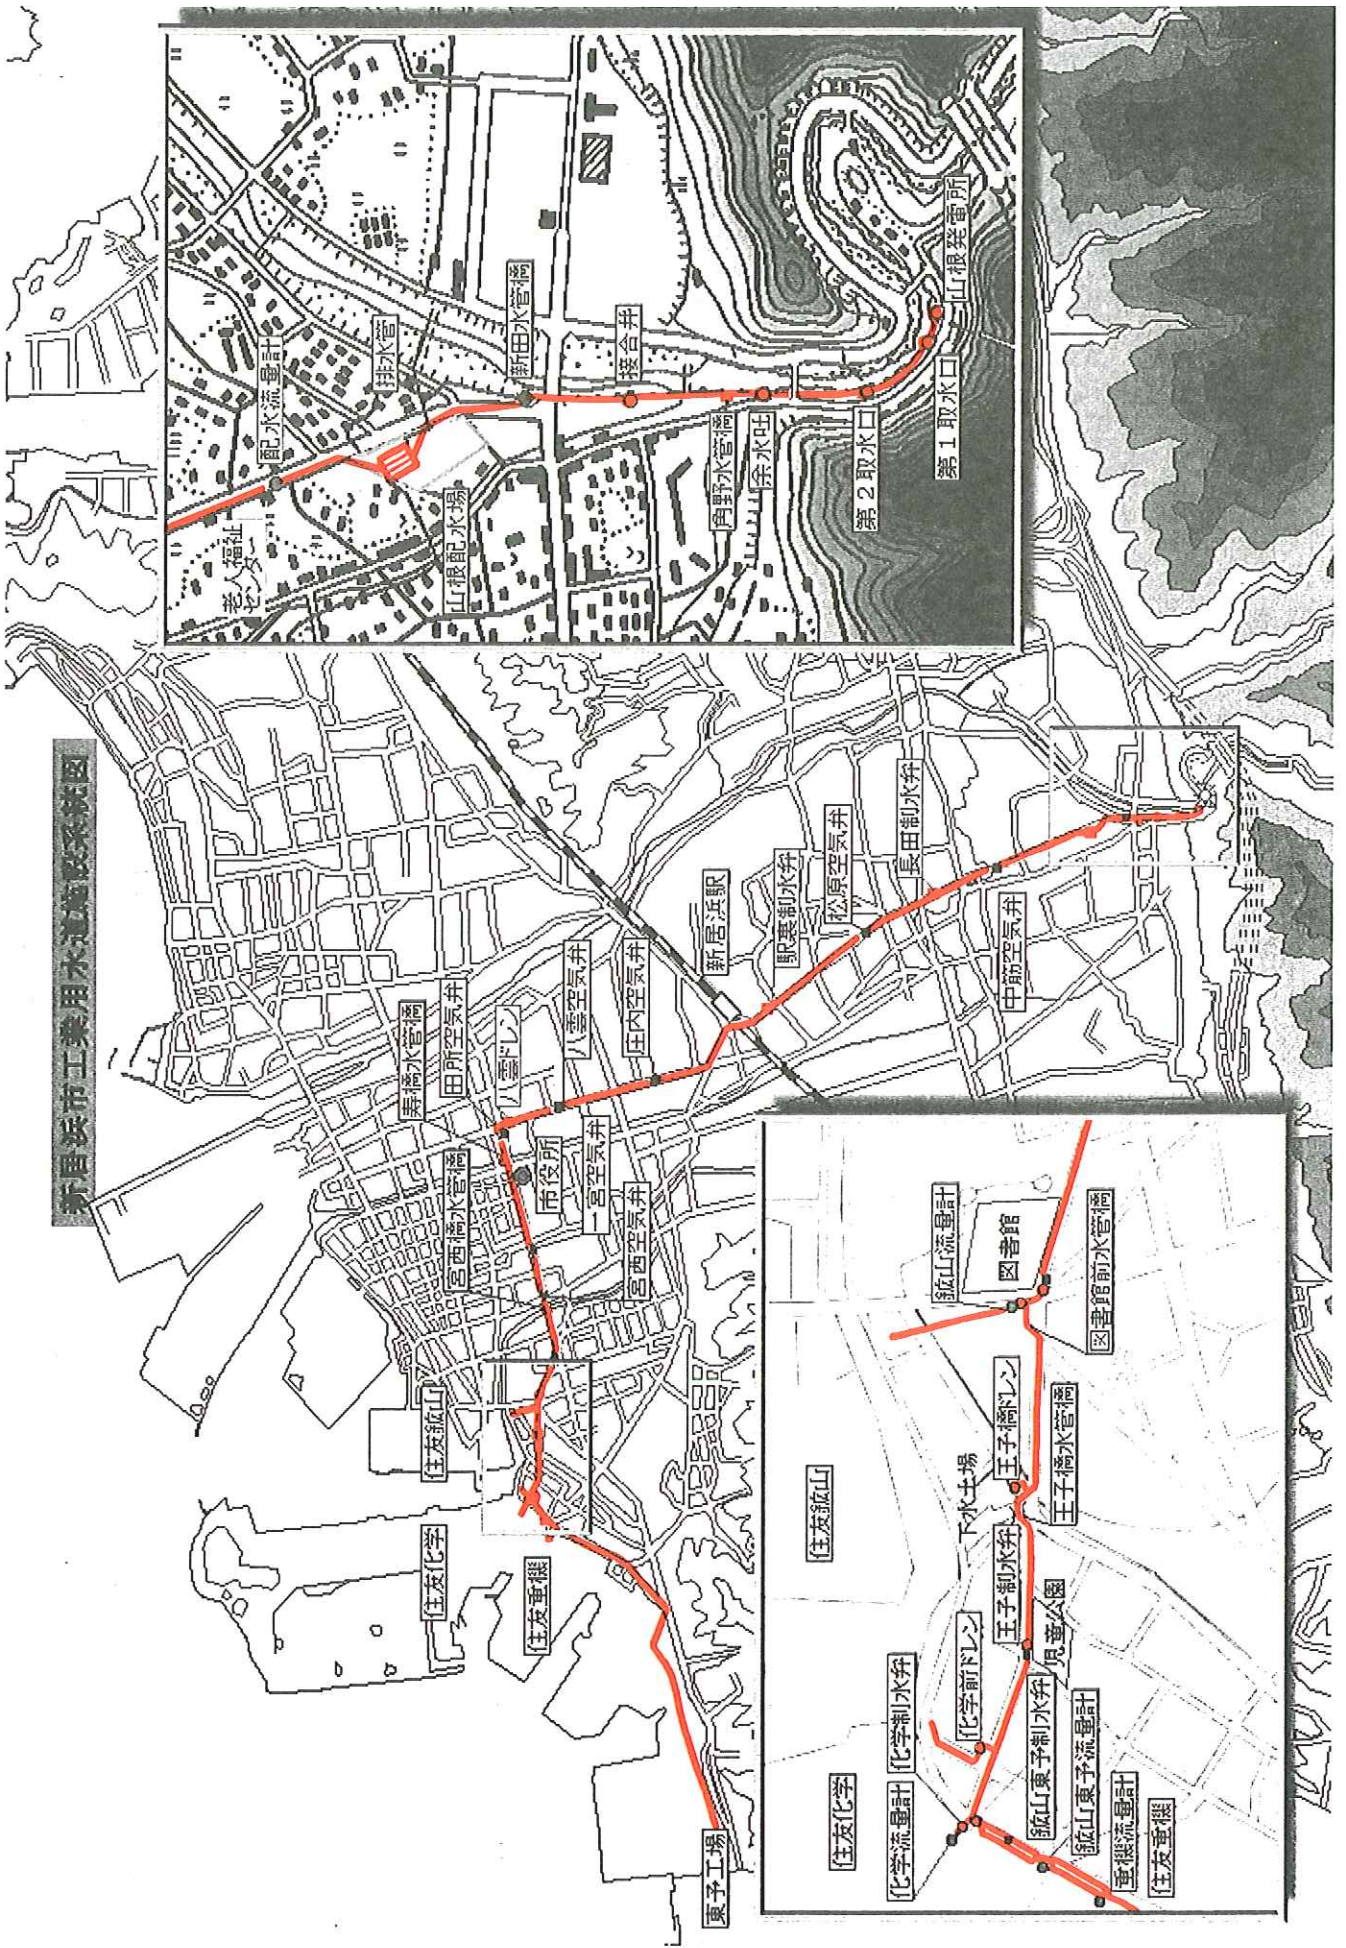 新居浜市工業用水道施設系統図
配水流量計
排水管
新田水管橋
接合井
老人福祉
センター
山根配水場
角野水管橋
余水吐
第2取水口
第1取水口
山根発電所
寿橋水管橋
田所空気弁
八雲ドレン
八雲空気弁
庄内空気弁
新居浜駅
駅裏制水弁
松原空気弁
長田制水弁
中筋空気弁
宮西橋水管橋
市役所
一宮空気弁
宮西空気弁
住友鉱山
住友化学
住友重機
東予工場
鉱山流量計
図書館
図書館前水管橋
住友鉱山
下水土場
王子橋ドレン
王子橋水管橋
王子制水弁
児童公園
化学制水弁
化学前ドレン
鉱山東予制水弁
鉱山東予流量計
住友化学
化学流量計
重機流量計
住友重機